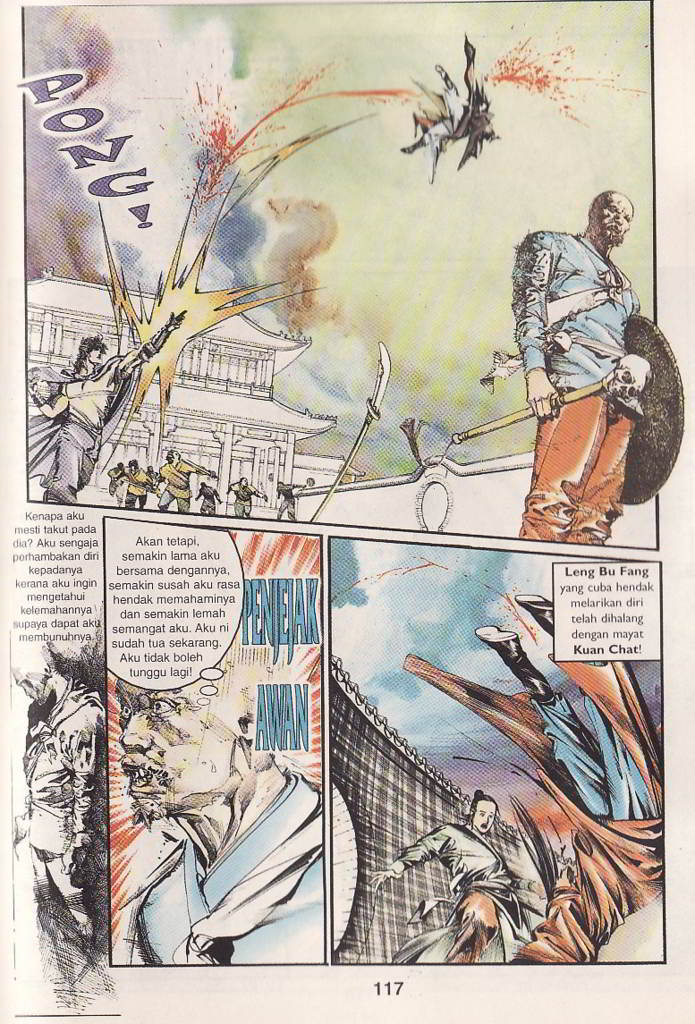 PONG!
Kenapa aku
mesti takut pada
dia? Aku sengaja
perhambakan diri
kepadanya
kerana aku ingin
mengetahui
kelemahannya
supaya dapat aku
membunuhnya.
Akan tetapi,
semakin lama aku
bersama dengannya,
semakin susah aku rasa
hendak memahaminya
dan semakin lemah
semangat aku. Aku ni
sudah tua sekarang.
Aku tidak boleh
tunggu lagi!
PENJEJAK
AWAN
Leng Bu Fang
yang cuba hendak
melarikan diri
telah dihalang
dengan mayat
Kuan Chat!
117